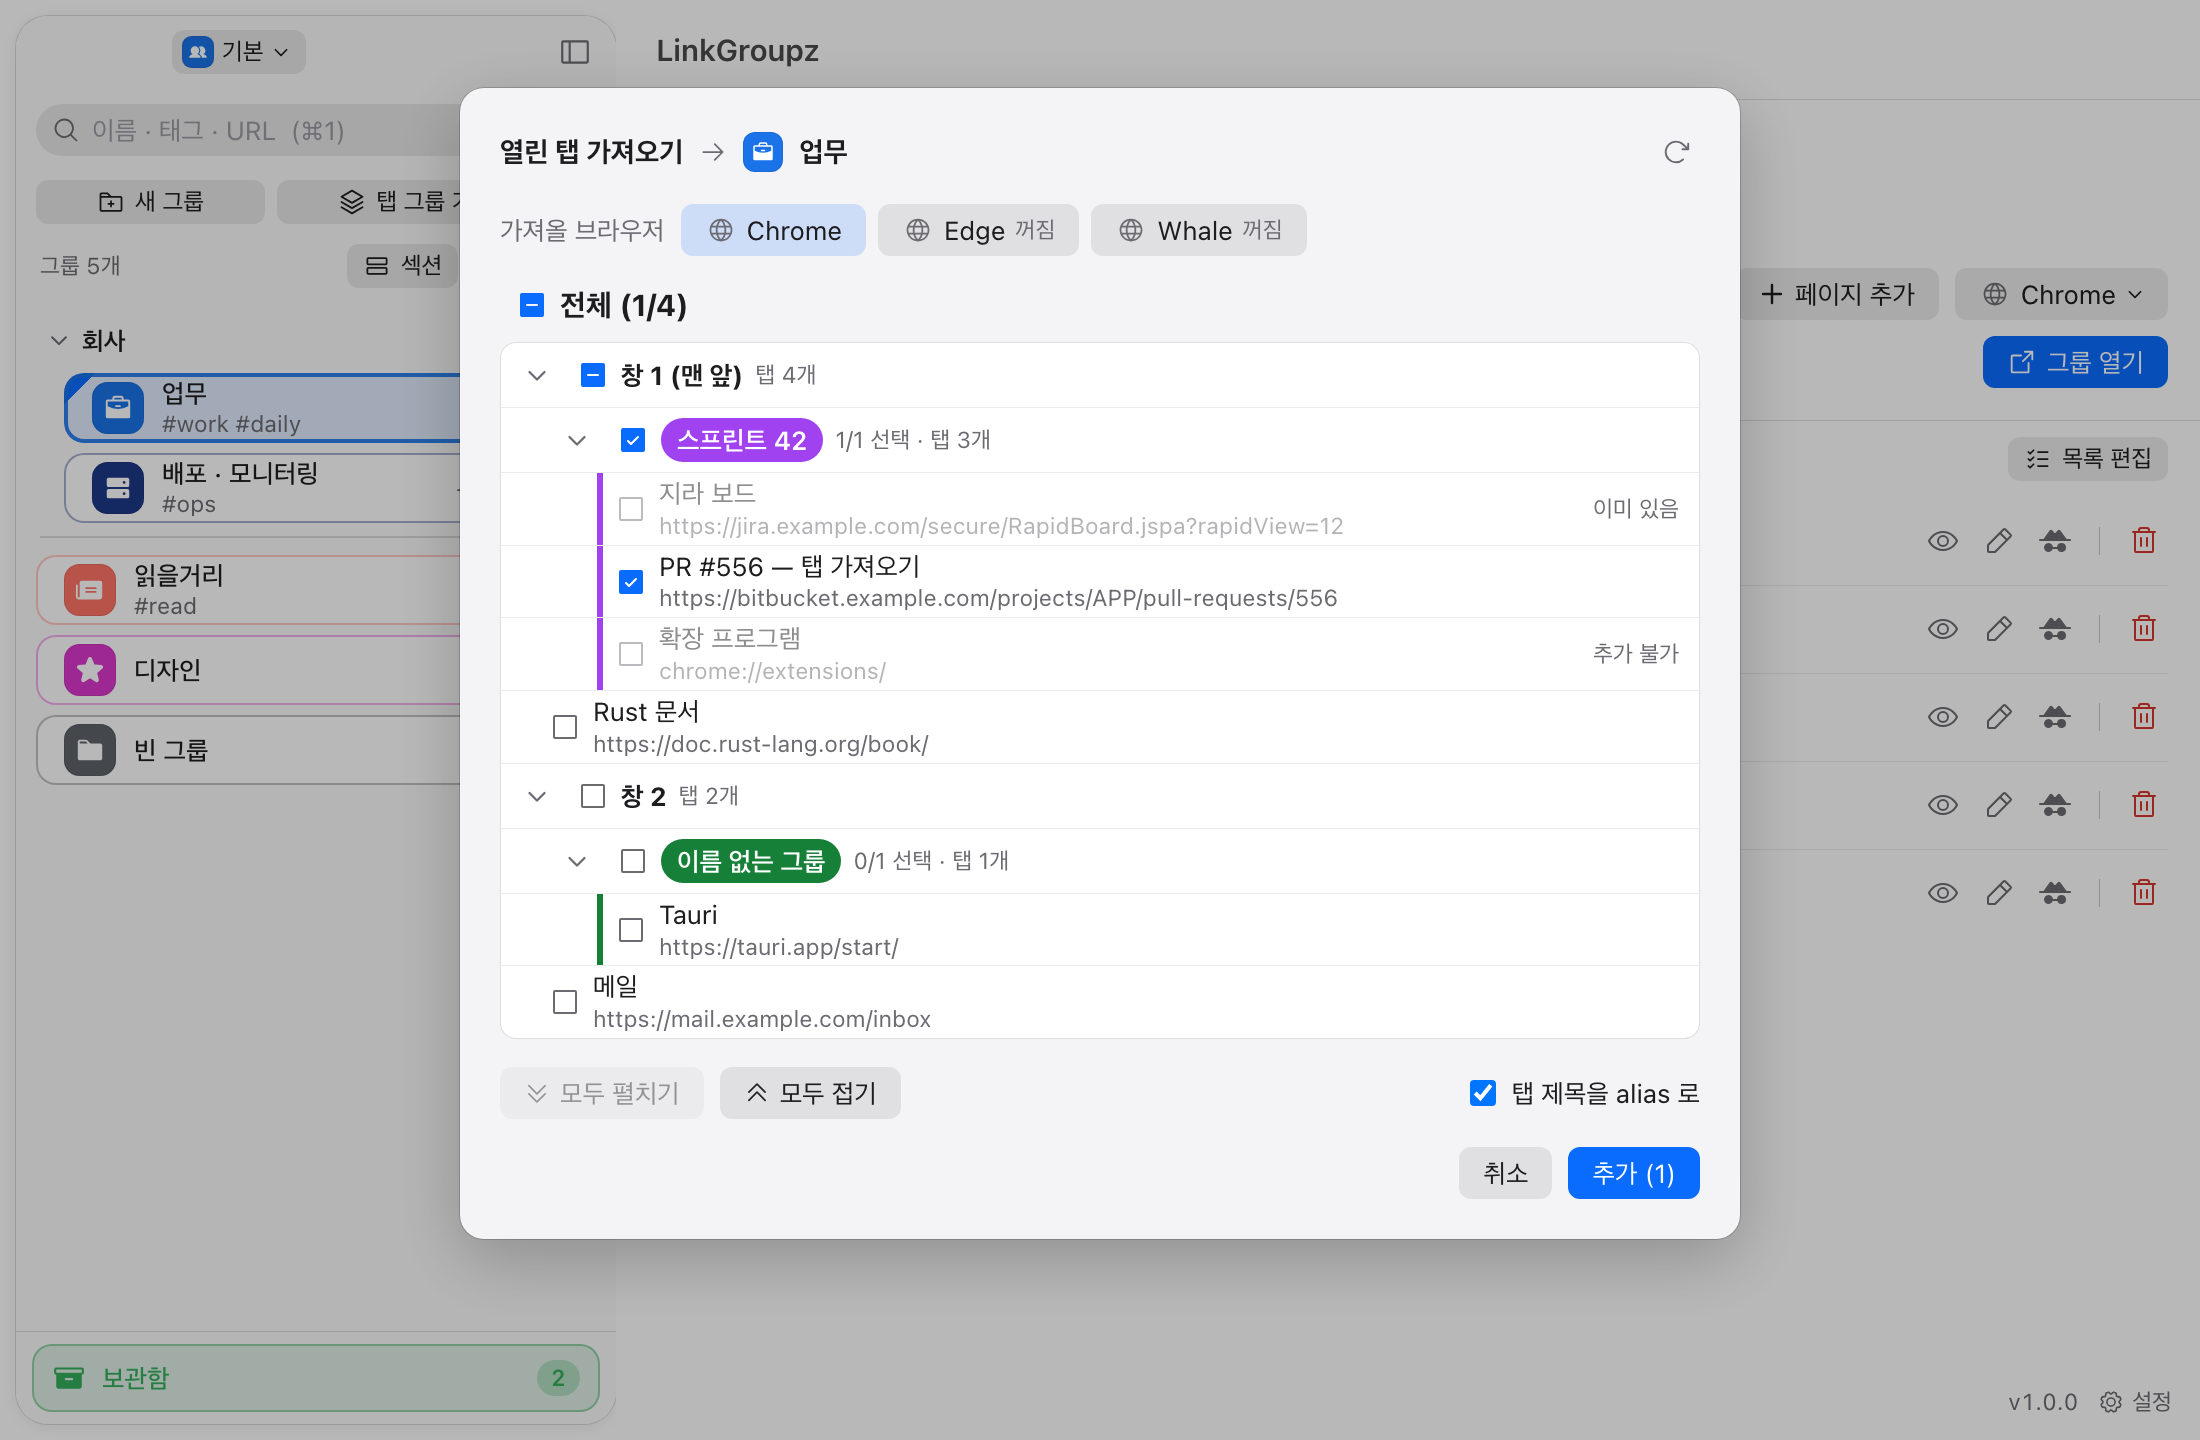 기본
LinkGroupz
이름 · 태그 · URL (⌘1)
새 그룹
탭 그룹
그룹 5개
섹션
회사
업무
#work #daily
배포 · 모니터링
#ops
읽을거리
#read
디자인
빈 그룹
보관함
2
열린 탭 가져오기 → 업무
가져올 브라우저
Chrome
Edge 꺼짐
Whale 꺼짐
전체 (1/4)
창 1 (맨 앞) 탭 4개
스프린트 42 1/1 선택 · 탭 3개
지라 보드
https://jira.example.com/secure/RapidBoard.jspa?rapidView=12
이미 있음
PR #556 — 탭 가져오기
https://bitbucket.example.com/projects/APP/pull-requests/556
확장 프로그램
chrome://extensions/
추가 불가
Rust 문서
https://doc.rust-lang.org/book/
창 2 탭 2개
이름 없는 그룹 0/1 선택 · 탭 1개
Tauri
https://tauri.app/start/
메일
https://mail.example.com/inbox
모두 펼치기
모두 접기
탭 제목을 alias 로
취소
추가 (1)
페이지 추가
Chrome
그룹 열기
목록 편집
v1.0.0
설정